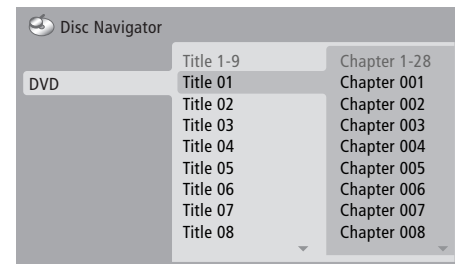 Disc Navigator
DVD
Title 1-9
Title 01
Title 02
Title 03
Title 04
Title 05
Title 06
Title 07
Title 08
Chapter 1-28
Chapter 001
Chapter 002
Chapter 003
Chapter 004
Chapter 005
Chapter 006
Chapter 007
Chapter 008